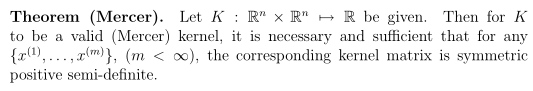 Theorem (Mercer). Let K : ℝⁿ × ℝⁿ ↦ ℝ be given. Then for K
to be a valid (Mercer) kernel, it is necessary and sufficient that for any
{x⁽¹⁾, . . . , x⁽ᵐ⁾}, (m < ∞), the corresponding kernel matrix is symmetric
positive semi-definite.